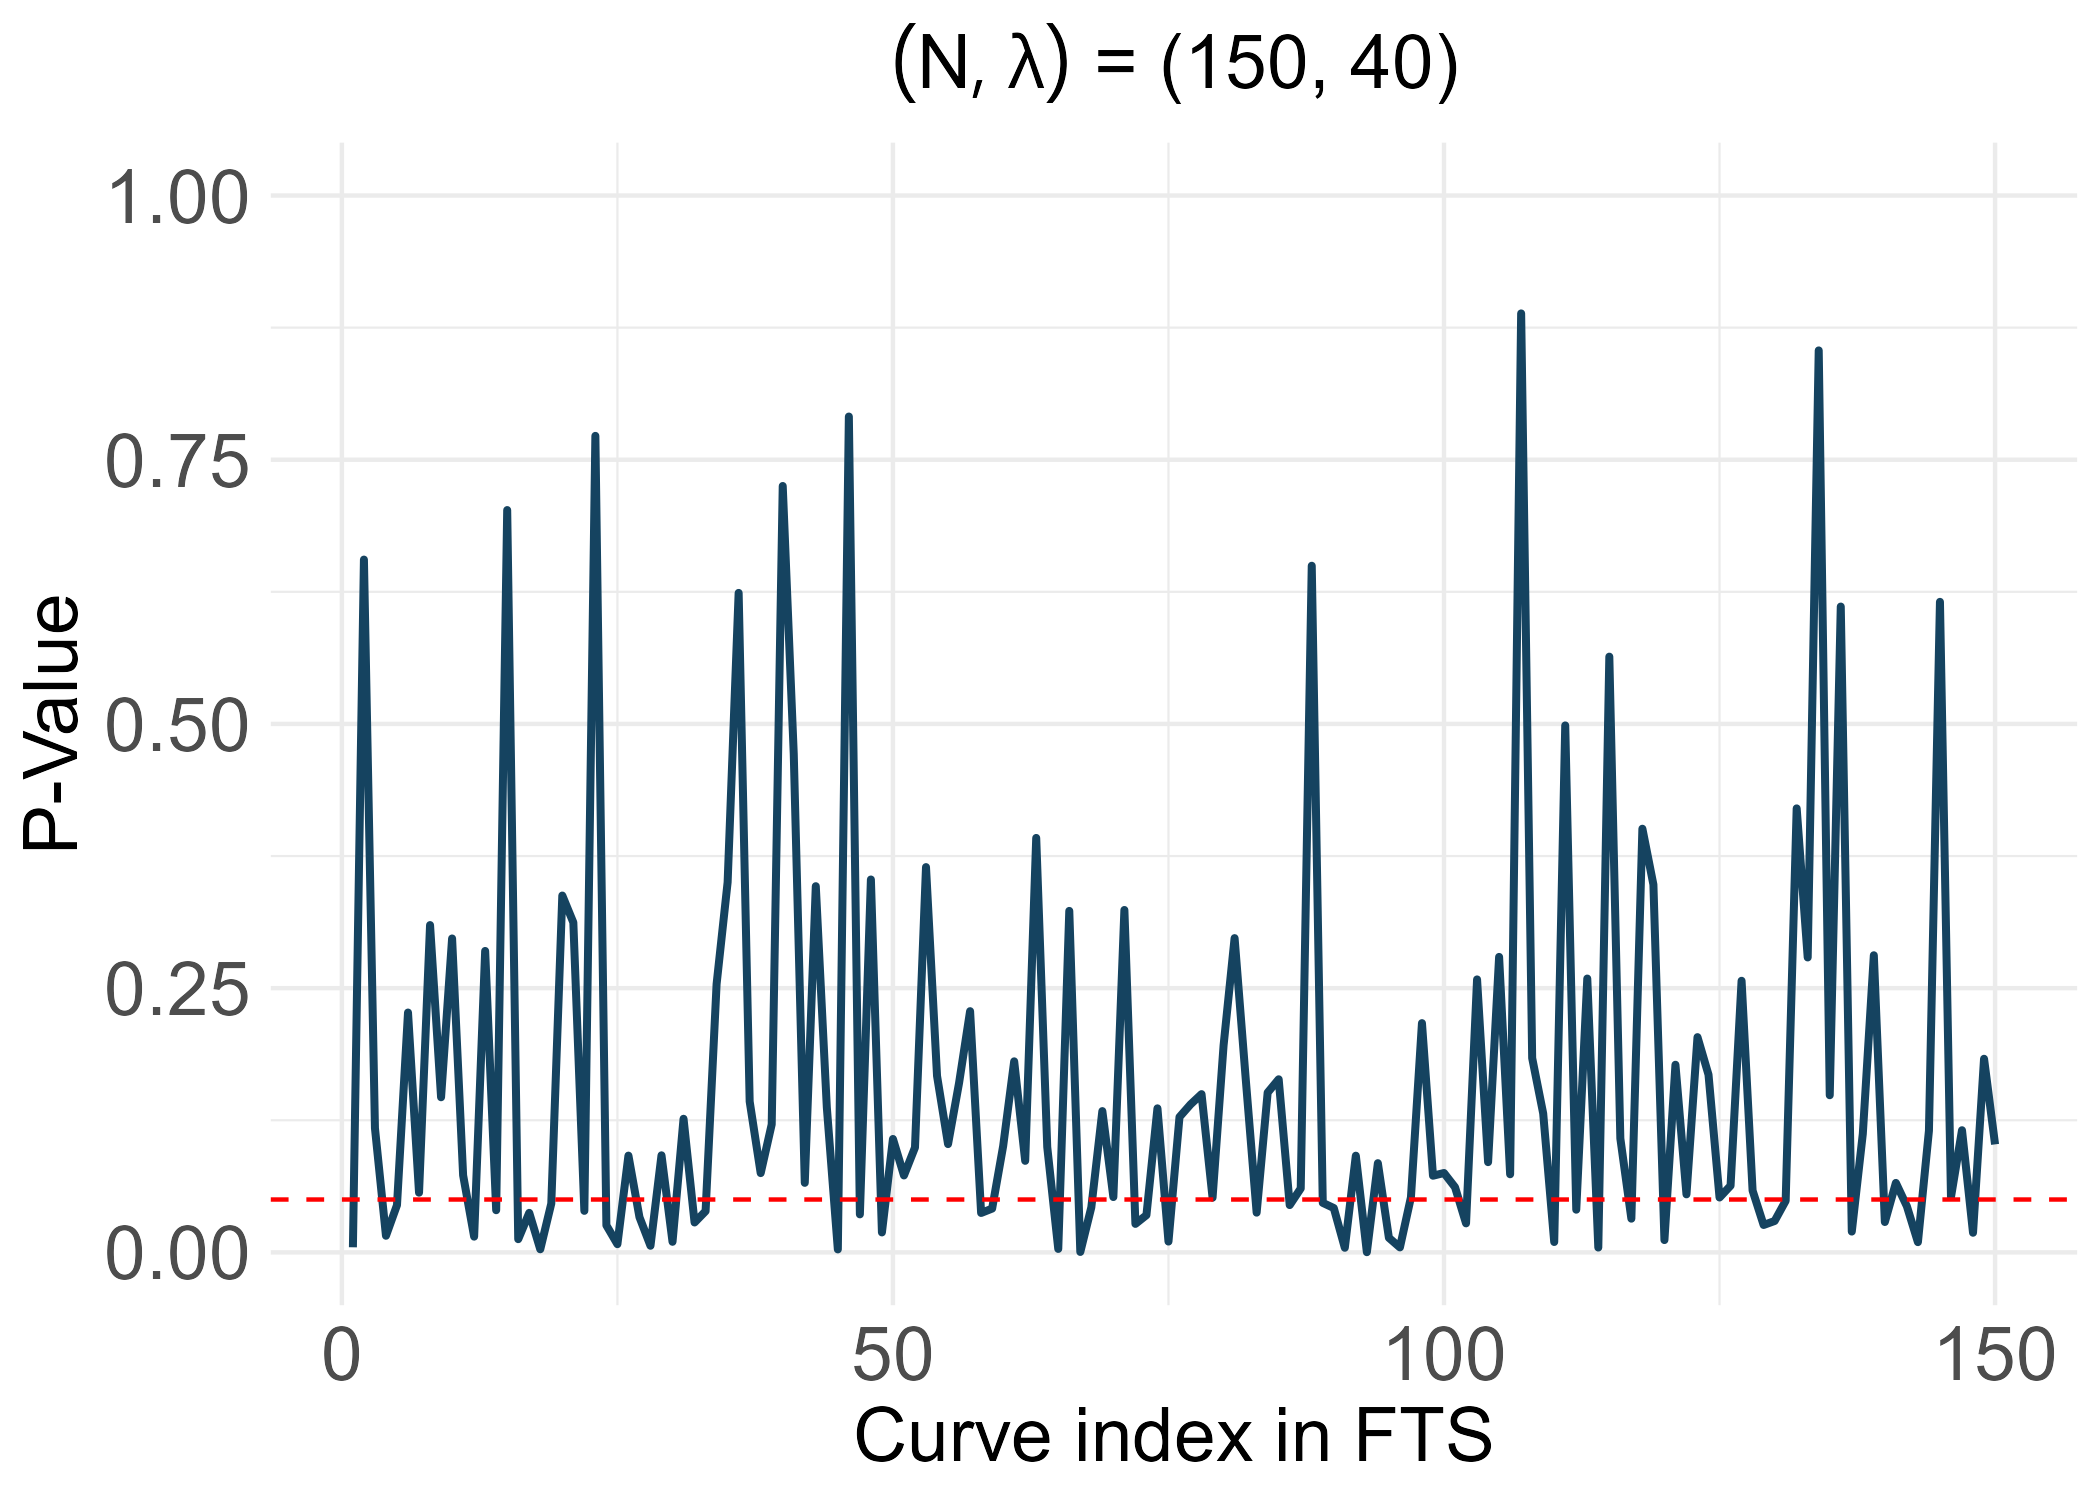 (N, λ) = (150, 40)
1.00
0.75
0.50
0.25
0.00
P-Value
0 50 100 150
Curve index in FTS